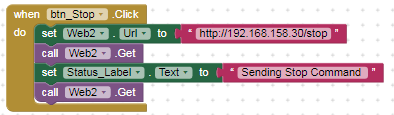 when btn_Stop .Click
do set Web2 . Url to " http://192.168.158.30/stop "
call Web2 .Get
set Status_Label . Text to " Sending Stop Command "
call Web2 .Get